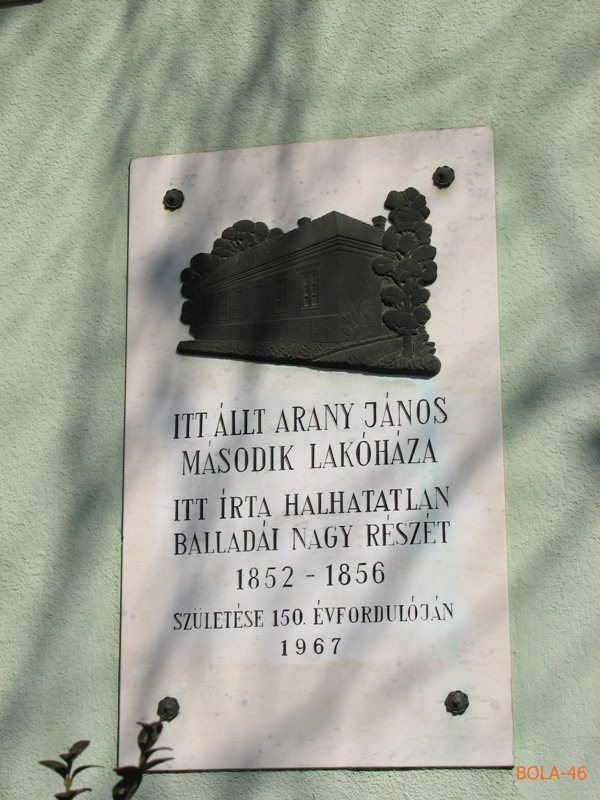 ITT ÁLLT ARANY JÁNOS
MÁSODIK LAKÓHÁZA
ITT ÍRTA HALHATATLAN
BALLADÁI NAGY RÉSZÉT
1852 - 1856
SZÜLETÉSE 150. ÉVFORDULÓJÁN
1967
BOLA-46